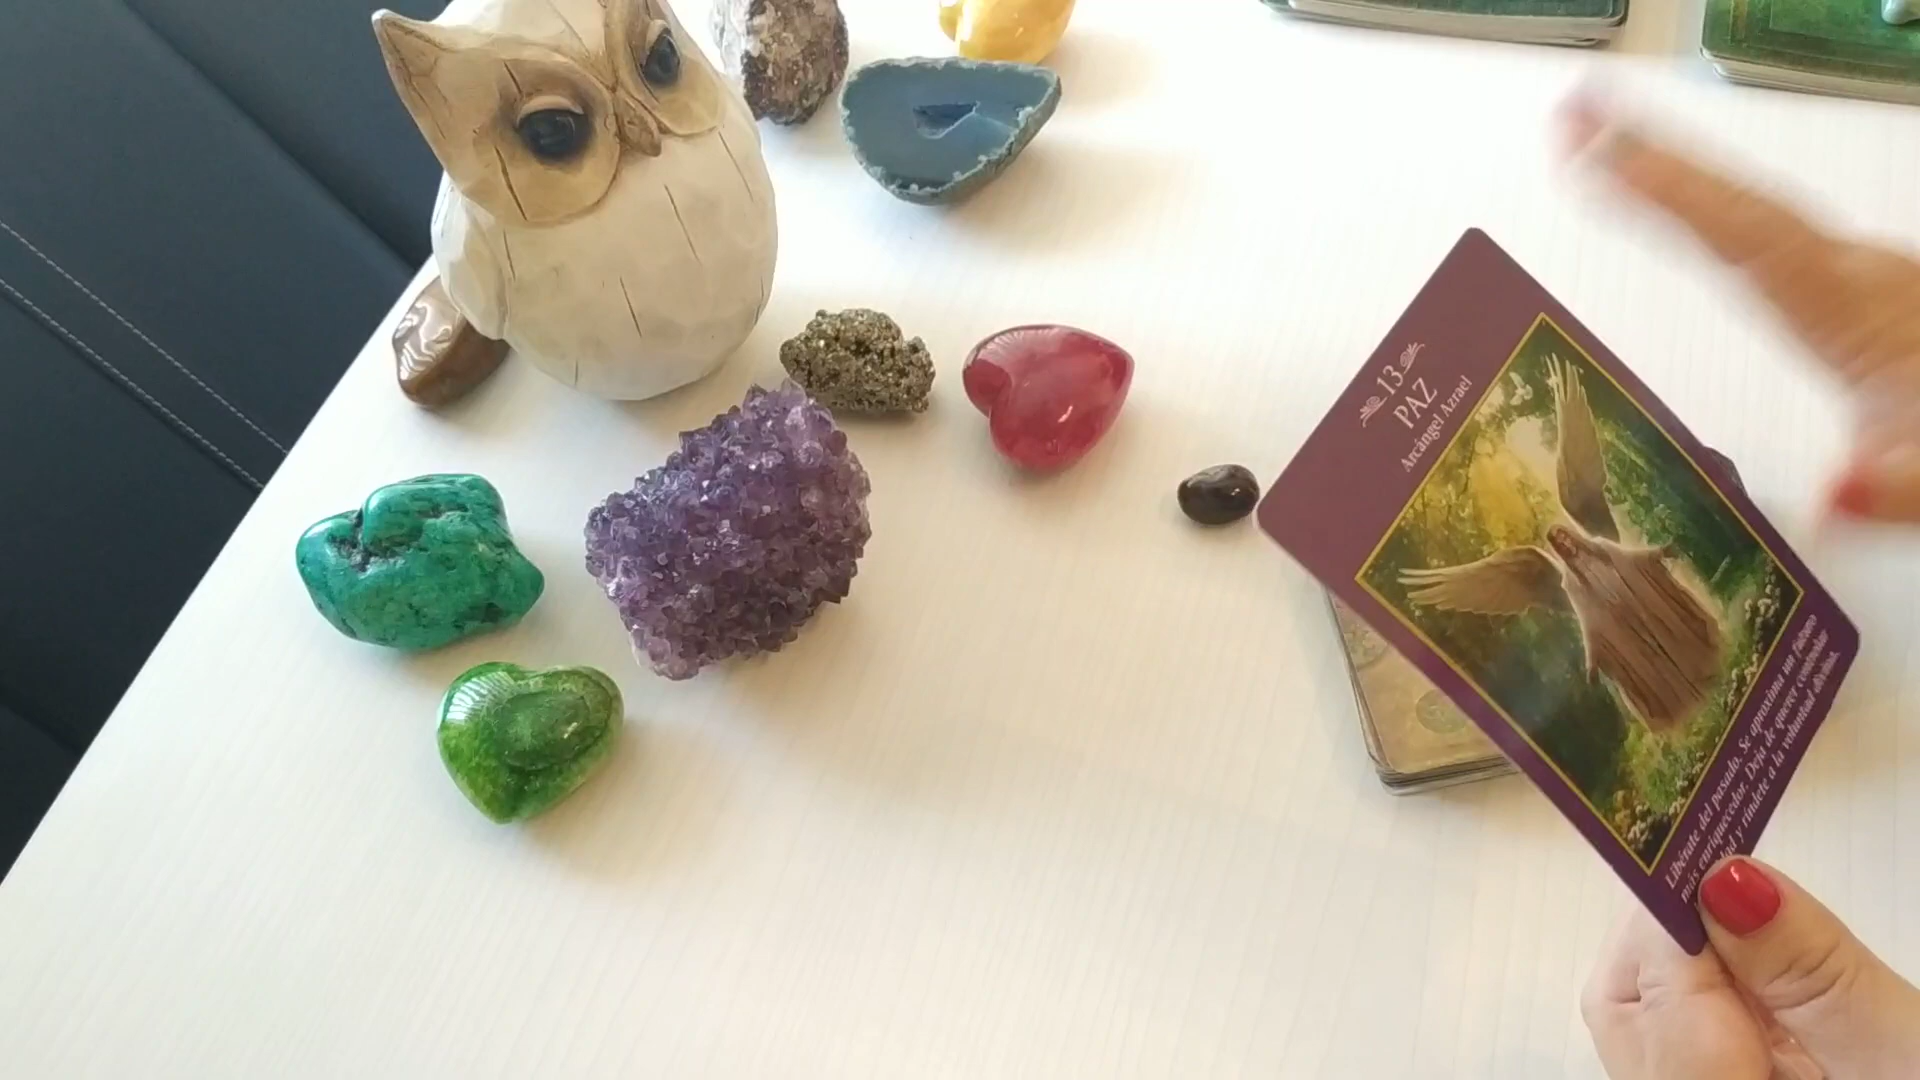 13
PAZ
Arcángel Azrael
Libérate del pasado. Se aproxima un futuro
más enriquecedor. Deja de querer controlar
y ríndete a la voluntad divina.